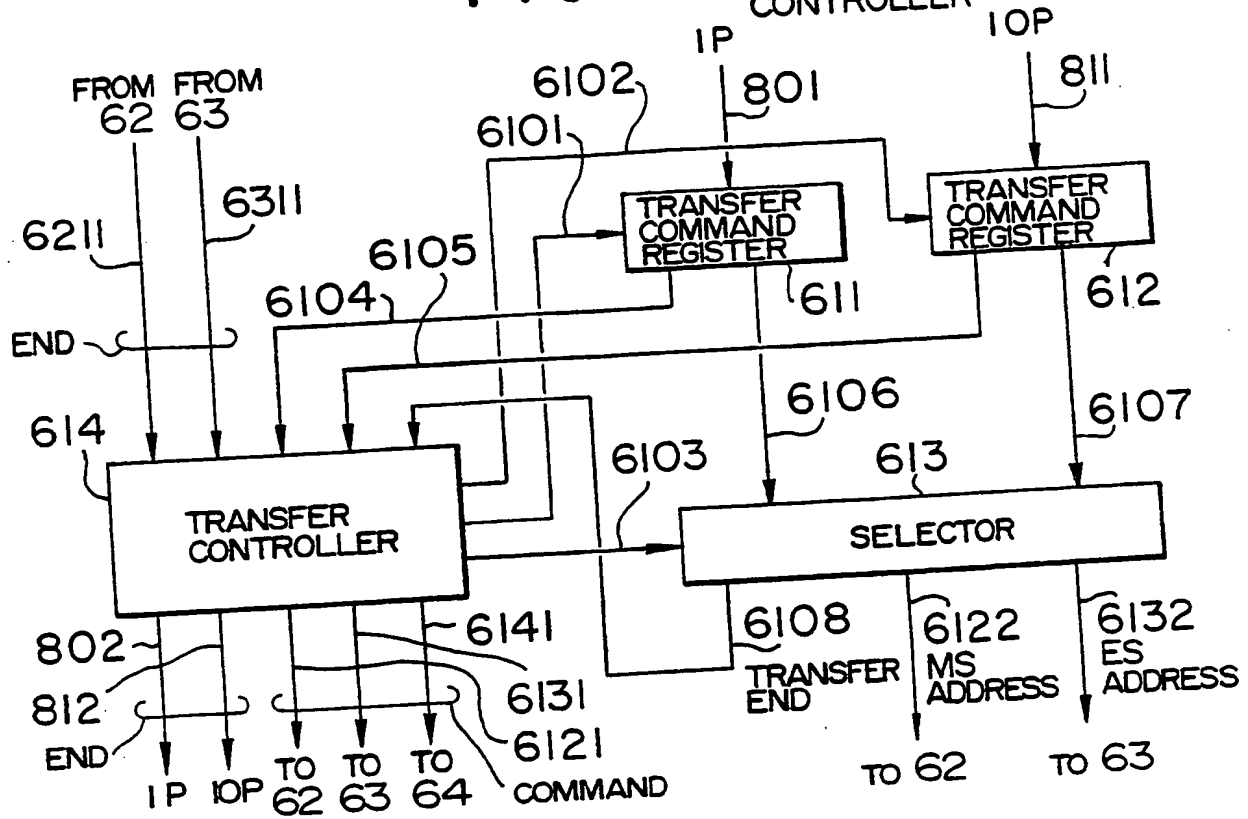 CONTROLLER
IP
IOP
FROM
62
FROM
63
6102
801
811
6101
6311
TRANSFER
COMMAND
REGISTER
TRANSFER
COMMAND
REGISTER
6211
6105
6104
611
612
END
6106
6107
614
6103
613
TRANSFER
CONTROLLER
SELECTOR
802
6141
6108
6122
6132
812
TRANSFER
END
MS
ADDRESS
ES
ADDRESS
6131
END
6121
IP
IOP
TO
62
TO
63
TO
64
COMMAND
TO 62
TO 63